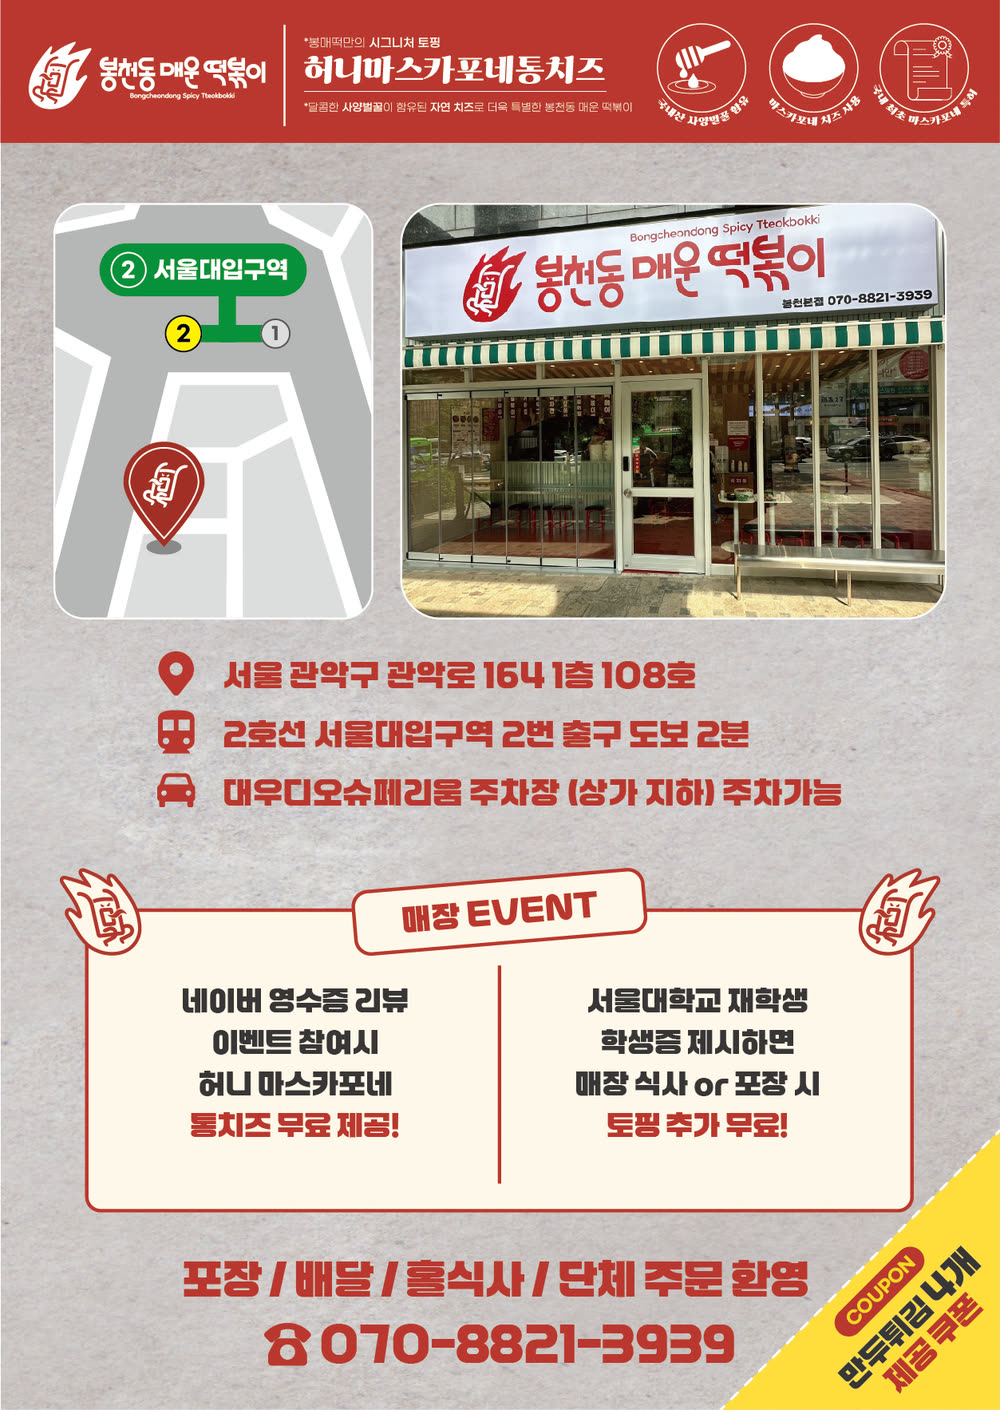 봉천동 매운 떡볶이
Bongcheondong Spicy Tteokbokki
*봉매떡만의 시그니처 토핑
허니마스카포네통치즈
*달콤한 사양벌꿀이 함유된 자연 치즈로 더욱 특별한 봉천동 매운 떡볶이
국내산 사양벌꿀 함유
마스카포네 치즈 사용
국내 최초 마스카포네 특허
2 서울대입구역
2
1
Bongcheondong Spicy Tteokbokki
봉천동 매운 떡볶이
봉천본점 070-8821-3939
서울 관악구 관악로 164 1층 108호
2호선 서울대입구역 2번 출구 도보 2분
대우디오슈페리움 주차장 (상가 지하) 주차가능
매장 EVENT
네이버 영수증 리뷰
이벤트 참여시
허니 마스카포네
통치즈 무료 제공!
서울대학교 재학생
학생증 제시하면
매장 식사 or 포장 시
토핑 추가 무료!
포장 / 배달 / 홀식사 / 단체 주문 환영
070-8821-3939
COUPON
만두튀김 4개
제공 쿠폰